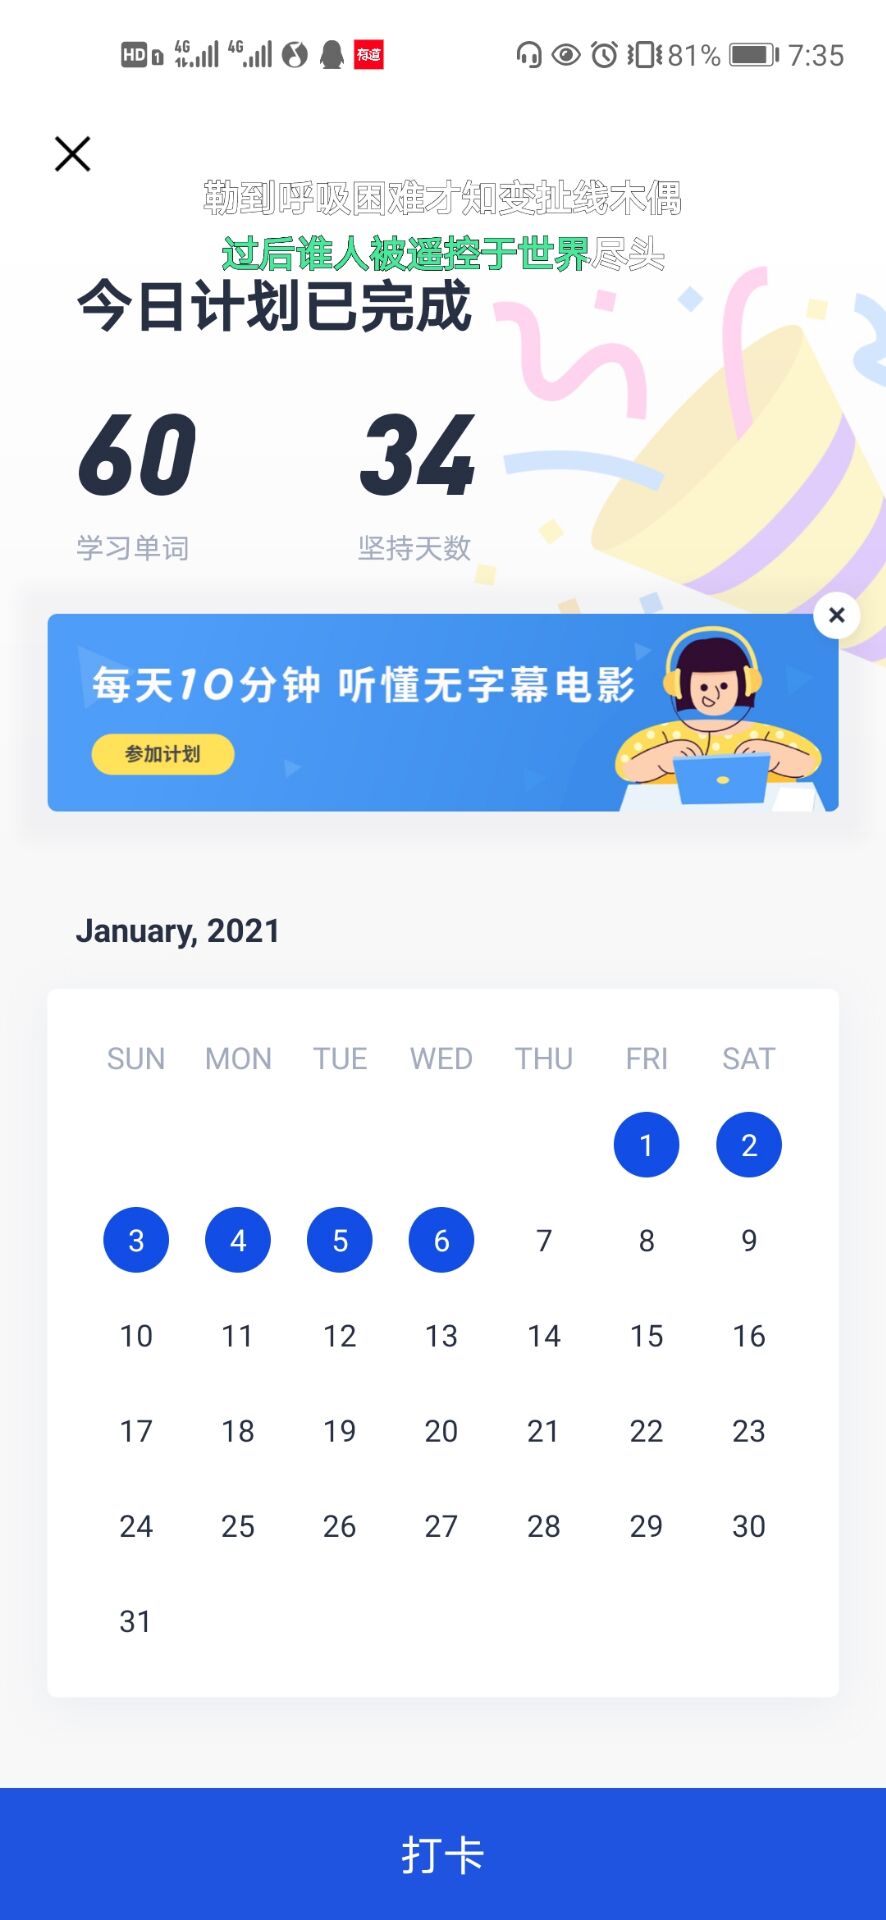 HD 1 4G 4G 有道 81% 7:35
勒到呼吸困难才知变扯线木偶
过后谁人被遥控于世界尽头
今日计划已完成
60 34
学习单词 坚持天数
每天10分钟 听懂无字幕电影
参加计划
January, 2021
SUN MON TUE WED THU FRI SAT
1 2
3 4 5 6 7 8 9
10 11 12 13 14 15 16
17 18 19 20 21 22 23
24 25 26 27 28 29 30
31
打卡